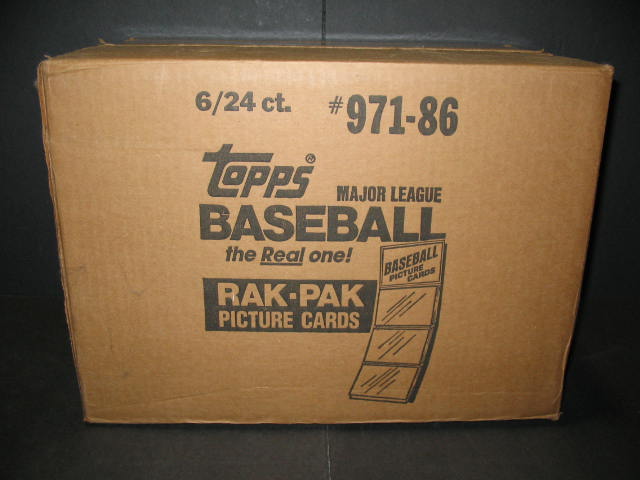 6/24 ct. #971-86
Topps®
MAJOR LEAGUE
BASEBALL
the Real one!
RAK-PAK
PICTURE CARDS
BASEBALL
PICTURE
CARDS